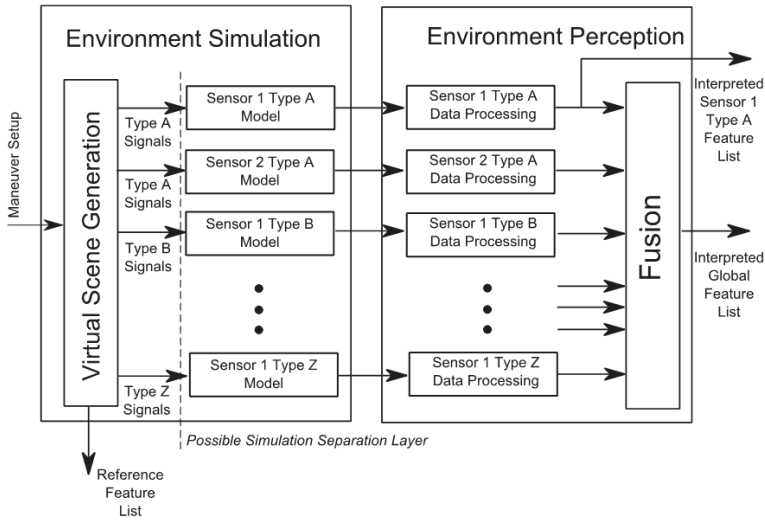 Environment Simulation
Environment Perception
Maneuver Setup
Virtual Scene Generation
Type A
Signals
Type A
Signals
Type B
Signals
Type Z
Signals
Sensor 1 Type A
Model
Sensor 2 Type A
Model
Sensor 1 Type B
Model
Sensor 1 Type Z
Model
Sensor 1 Type A
Data Processing
Sensor 2 Type A
Data Processing
Sensor 1 Type B
Data Processing
Sensor 1 Type Z
Data Processing
Fusion
Interpreted
Sensor 1
Type A
Feature
List
Interpreted
Global
Feature
List
Possible Simulation Separation Layer
Reference
Feature
List